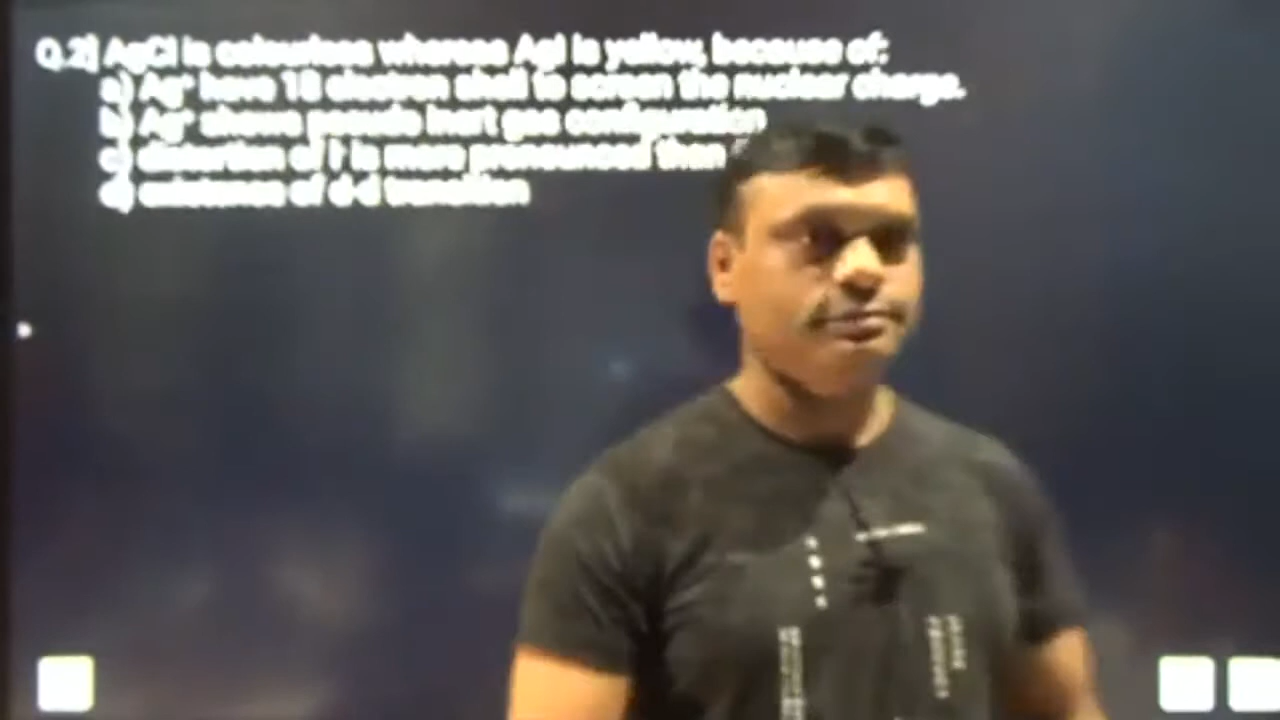 Q.2] AgCl is colourless whereas AgI is yellow, because of:
a) Ag⁺ have 18 electron shell to screen the nuclear charge.
b) Ag⁺ shows pseudo inert gas configuration
c) distortion of I⁻ is more pronounced than
d) existence of d-d transition